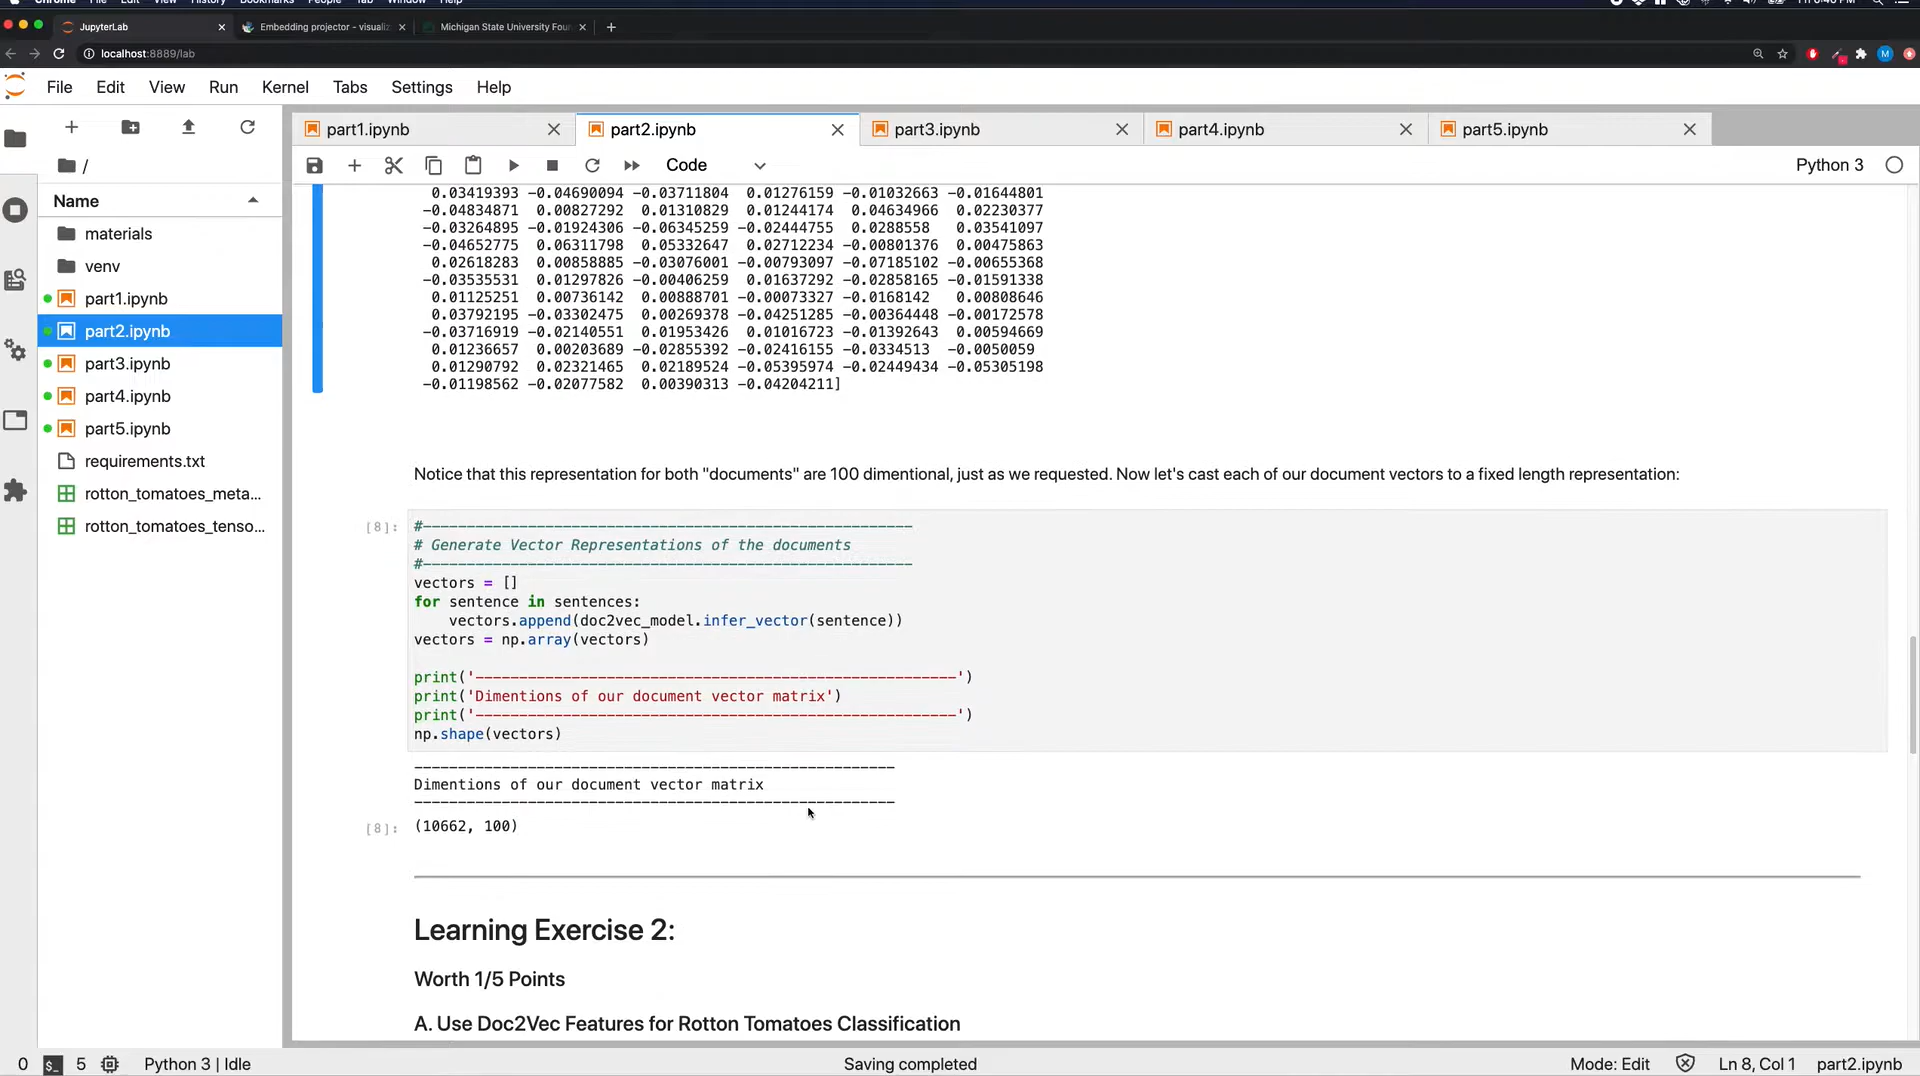 Chrome File Edit View History Bookmarks People Tab Window Help
JupyterLab
Embedding projector - visualiz
Michigan State University Foun
localhost:8889/lab
M
File Edit View Run Kernel Tabs Settings Help
part1.ipynb
part2.ipynb
part3.ipynb
part4.ipynb
part5.ipynb
Code
Python 3
/
Name
materials
venv
part1.ipynb
part2.ipynb
part3.ipynb
part4.ipynb
part5.ipynb
requirements.txt
rotton_tomatoes_meta...
rotton_tomatoes_tenso...
0.03419393 -0.04690094 -0.03711804 0.01276159 -0.01032663 -0.01644801
-0.04834871 0.00827292 0.01310829 0.01244174 0.04634966 0.02230377
-0.03264895 -0.01924306 -0.06345259 -0.02444755 0.0288558 0.03541097
-0.04652775 0.06311798 0.05332647 0.02712234 -0.00801376 0.00475863
0.02618283 0.00858885 -0.03076001 -0.00793097 -0.07185102 -0.00655368
-0.03535531 0.01297826 -0.00406259 0.01637292 -0.02858165 -0.01591338
0.01125251 0.00736142 0.00888701 -0.00073327 -0.0168142 0.00808646
0.03792195 -0.03302475 0.00269378 -0.04251285 -0.00364448 -0.00172578
-0.03716919 -0.02140551 0.01953426 0.01016723 -0.01392643 0.00594669
0.01236657 0.00203689 -0.02855392 -0.02416155 -0.0334513 -0.0050059
0.01290792 0.02321465 0.02189524 -0.05395974 -0.02449434 -0.05305198
-0.01198562 -0.02077582 0.00390313 -0.04204211]
Notice that this representation for both "documents" are 100 dimentional, just as we requested. Now let's cast each of our document vectors to a fixed length representation:
[8]:
#-------------------------------------------------------
# Generate Vector Representations of the documents
#-------------------------------------------------------
vectors = []
for sentence in sentences:
    vectors.append(doc2vec_model.infer_vector(sentence))
vectors = np.array(vectors)
print('-------------------------------------------------------')
print('Dimentions of our document vector matrix')
print('-------------------------------------------------------')
np.shape(vectors)
-------------------------------------------------------
Dimentions of our document vector matrix
-------------------------------------------------------
[8]: (10662, 100)
Learning Exercise 2:
Worth 1/5 Points
A. Use Doc2Vec Features for Rotton Tomatoes Classification
0 5 Python 3 | Idle Saving completed Mode: Edit Ln 8, Col 1 part2.ipynb